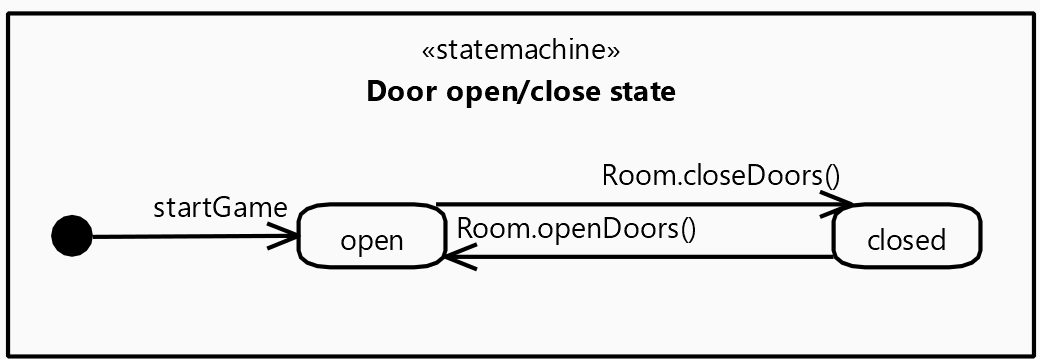 «statemachine»
Door open/close state
Room.closeDoors()
startGame
Room.openDoors()
open
closed